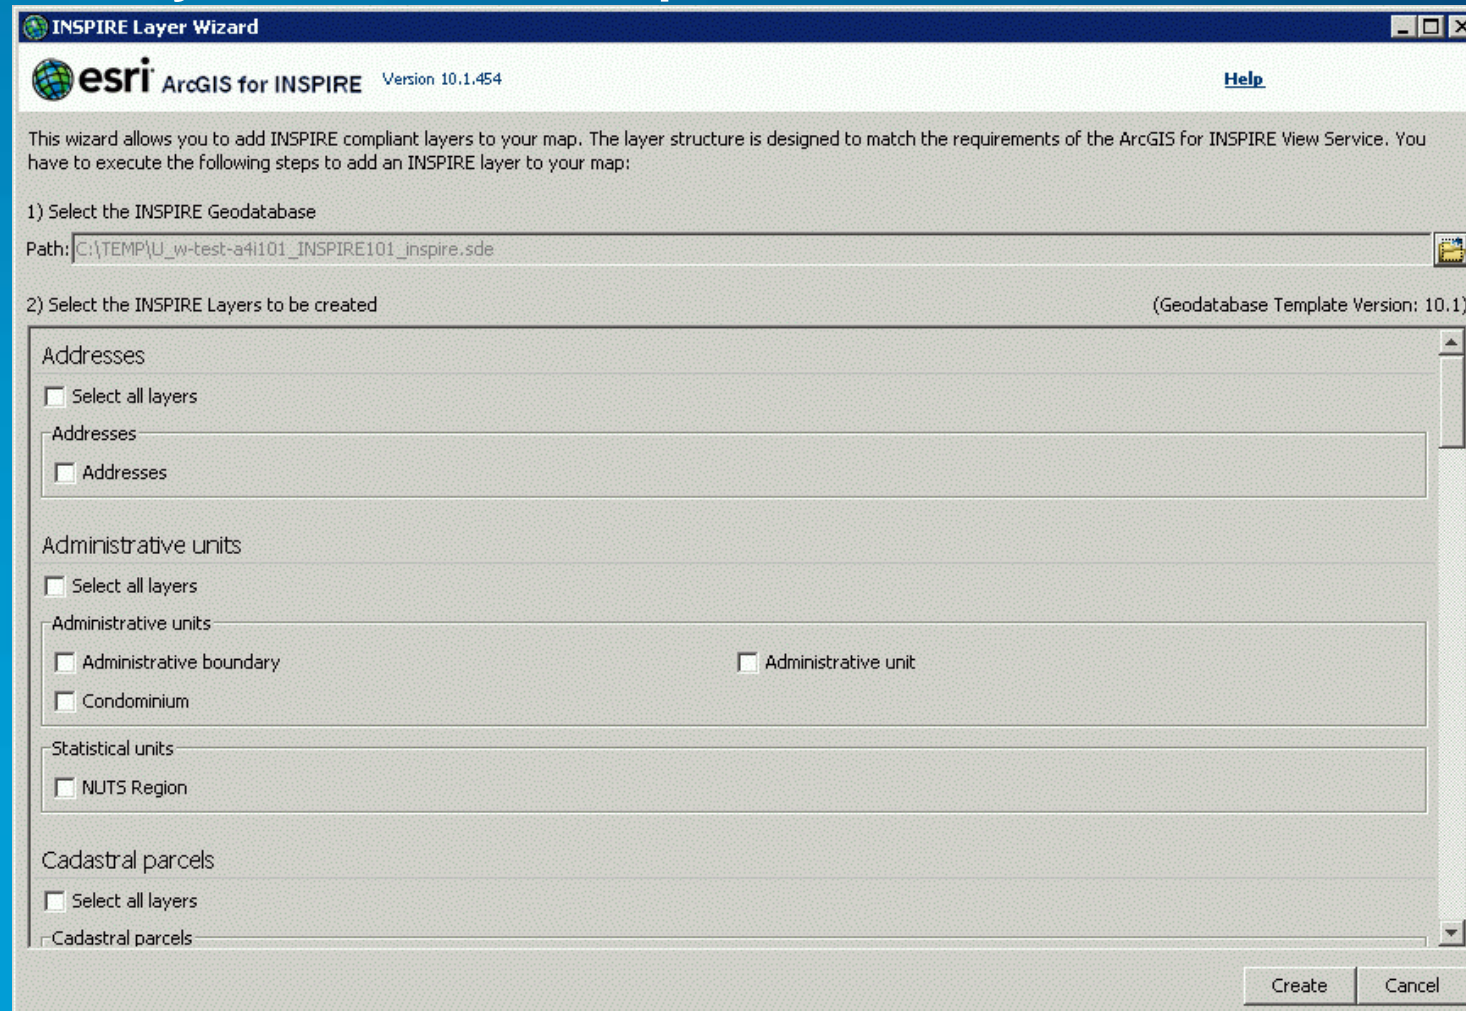 INSPIRE Layer Wizard
esri ArcGIS for INSPIRE Version 10.1.454 Help
This wizard allows you to add INSPIRE compliant layers to your map. The layer structure is designed to match the requirements of the ArcGIS for INSPIRE View Service. You
have to execute the following steps to add an INSPIRE layer to your map:
1) Select the INSPIRE Geodatabase
Path: C:\TEMP\U_w-test-a4i101_INSPIRE101_inspire.sde
2) Select the INSPIRE Layers to be created (Geodatabase Template Version: 10.1)
Addresses
Select all layers
Addresses
Addresses
Administrative units
Select all layers
Administrative units
Administrative boundary Administrative unit
Condominium
Statistical units
NUTS Region
Cadastral parcels
Select all layers
Cadastral parcels
Create Cancel